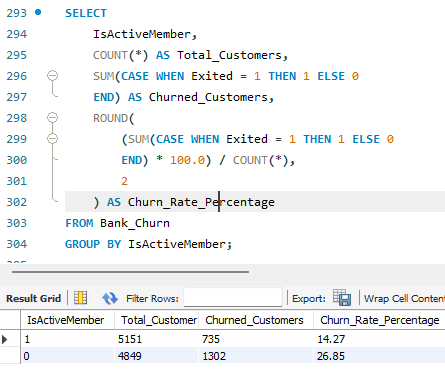 293 SELECT
294 IsActiveMember,
295 COUNT(*) AS Total_Customers,
296 SUM(CASE WHEN Exited = 1 THEN 1 ELSE 0
297 END) AS Churned_Customers,
298 ROUND(
299 (SUM(CASE WHEN Exited = 1 THEN 1 ELSE 0
300 END) * 100.0) / COUNT(*),
301 2
302 ) AS Churn_Rate_Percentage
303 FROM Bank_Churn
304 GROUP BY IsActiveMember;
Result Grid Filter Rows: Export: Wrap Cell Conten
IsActiveMember Total_Customer Churned_Customers Churn_Rate_Percentage
1 5151 735 14.27
0 4849 1302 26.85